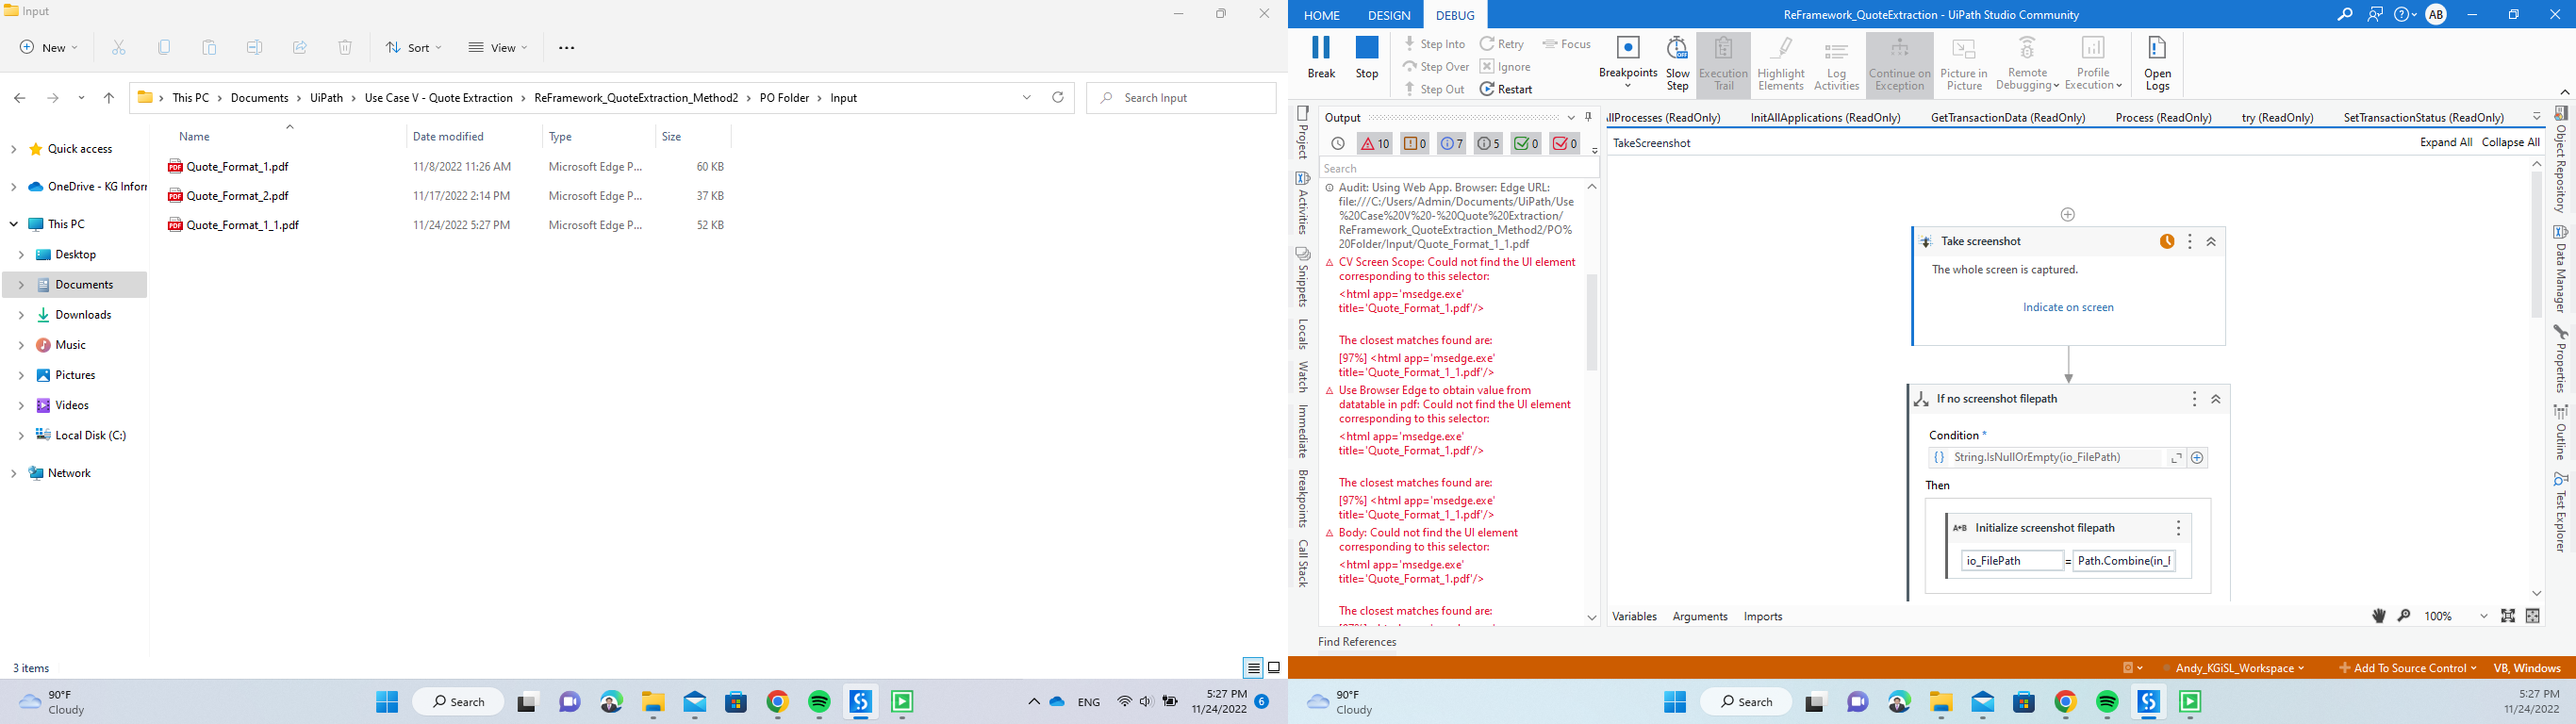 Input
New
Sort
View
This PC > Documents > UiPath > Use Case V - Quote Extraction > ReFramework_QuoteExtraction_Method2 > PO Folder > Input
Search Input
Quick access
OneDrive - KG Inforr
This PC
Desktop
Documents
Downloads
Music
Pictures
Videos
Local Disk (C:)
Network
Name Date modified Type Size
Quote_Format_1.pdf 11/8/2022 11:26 AM Microsoft Edge P... 60 KB
Quote_Format_2.pdf 11/17/2022 2:14 PM Microsoft Edge P... 37 KB
Quote_Format_1_1.pdf 11/24/2022 5:27 PM Microsoft Edge P... 52 KB
3 items
90°F
Cloudy
Search
ENG
5:27 PM
11/24/2022
6
HOME DESIGN DEBUG
ReFramework_QuoteExtraction - UiPath Studio Community
AB
Break
Stop
Step Into
Step Over
Step Out
Retry
Ignore
Restart
Focus
Breakpoints
Slow Step
OFF
Execution Trail
Highlight Elements
Log Activities
Continue on Exception
Picture in Picture
Remote Debugging
Profile Execution
Open Logs
Project
Activities
Snippets
Locals
Watch
Immediate
Breakpoints
Call Stack
Output
10 0 7 5 0 0
Search
Audit: Using Web App. Browser: Edge URL:
file:///C:/Users/Admin/Documents/UiPath/Use
%20Case%20V%20-%20Quote%20Extraction/
ReFramework_QuoteExtraction_Method2/PO%
20Folder/Input/Quote_Format_1_1.pdf
CV Screen Scope: Could not find the UI element
corresponding to this selector:
<html app='msedge.exe'
title='Quote_Format_1.pdf'/>
The closest matches found are:
[97%] <html app='msedge.exe'
title='Quote_Format_1_1.pdf'/>
Use Browser Edge to obtain value from
datatable in pdf: Could not find the UI element
corresponding to this selector:
<html app='msedge.exe'
title='Quote_Format_1.pdf'/>
The closest matches found are:
[97%] <html app='msedge.exe'
title='Quote_Format_1_1.pdf'/>
Body: Could not find the UI element
corresponding to this selector:
<html app='msedge.exe'
title='Quote_Format_1.pdf'/>
The closest matches found are:
Find References
llProcesses (ReadOnly) InitAllApplications (ReadOnly) GetTransactionData (ReadOnly) Process (ReadOnly) try (ReadOnly) SetTransactionStatus (ReadOnly)
TakeScreenshot
Expand All Collapse All
Take screenshot
The whole screen is captured.
Indicate on screen
If no screenshot filepath
Condition *
String.IsNullOrEmpty(io_FilePath)
Then
A+B Initialize screenshot filepath
io_FilePath = Path.Combine(in_F
Variables Arguments Imports
100%
Object Repository
Data Manager
Properties
Outline
Test Explorer
Andy_KGiSL_Workspace
Add To Source Control
VB, Windows
90°F
Cloudy
Search
5:27 PM
11/24/2022